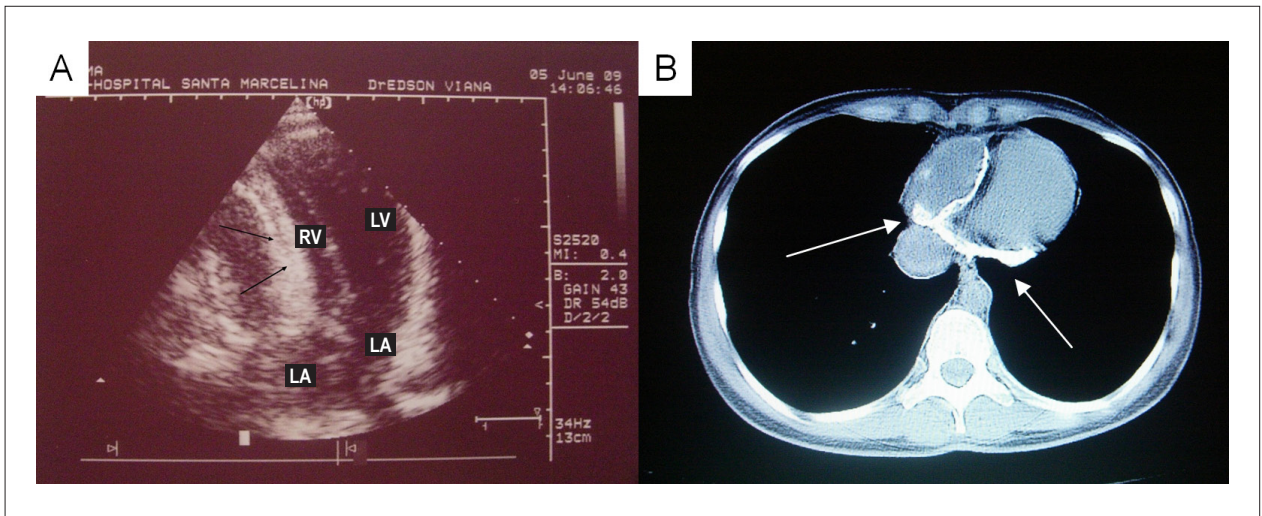 A
MA
-HOSPITAL SANTA MARCELINA DrEDSON VIANA
05 June 09
14:06:46
(hp)
LV
RV
LA
LA
S2520
MI: 0.4
B: 2.0
GAIN 43
DR 54dB
D/2/2
34Hz
13cm
B